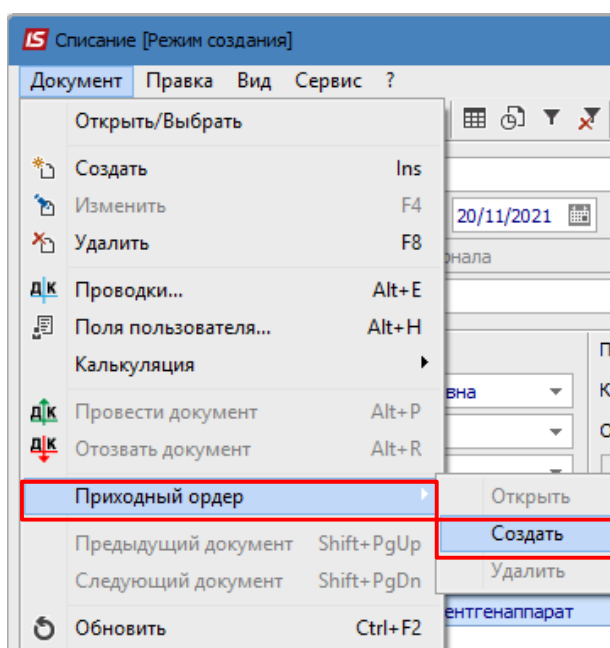 Списание [Режим создания]
Документ Правка Вид Сервис ?
Открыть/Выбрать
Создать Ins
Изменить F4
20/11/2021
Удалить F8
Проводки... Alt+E
Поля пользователя... Alt+H
Калькуляция
Провести документ Alt+P
Отозвать документ Alt+R
Приходный ордер
Открыть
Создать
Удалить
Предыдущий документ Shift+PgUp
Следующий документ Shift+PgDn
ентгенаппарат
Обновить Ctrl+F2